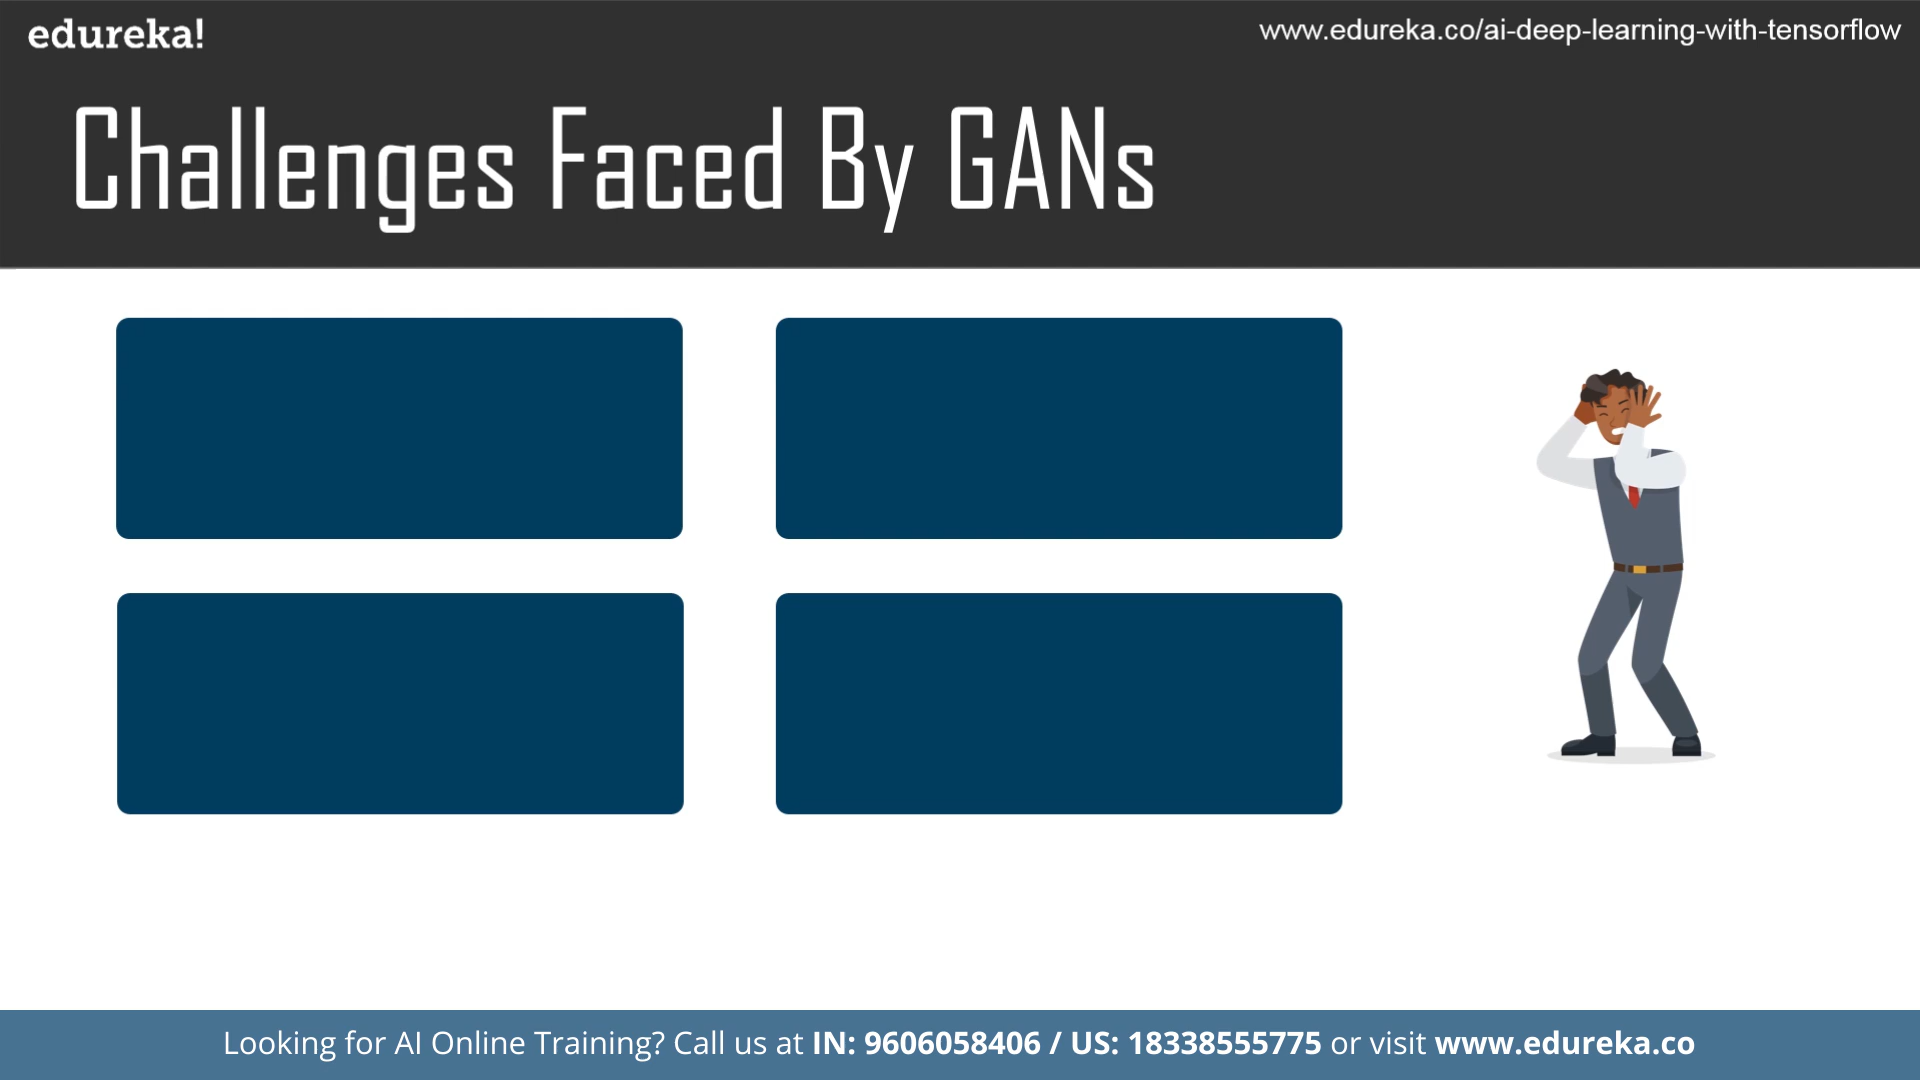 edureka!
www.edureka.co/ai-deep-learning-with-tensorflow
Challenges Faced By GANs
Looking for AI Online Training? Call us at IN: 9606058406 / US: 18338555775 or visit www.edureka.co